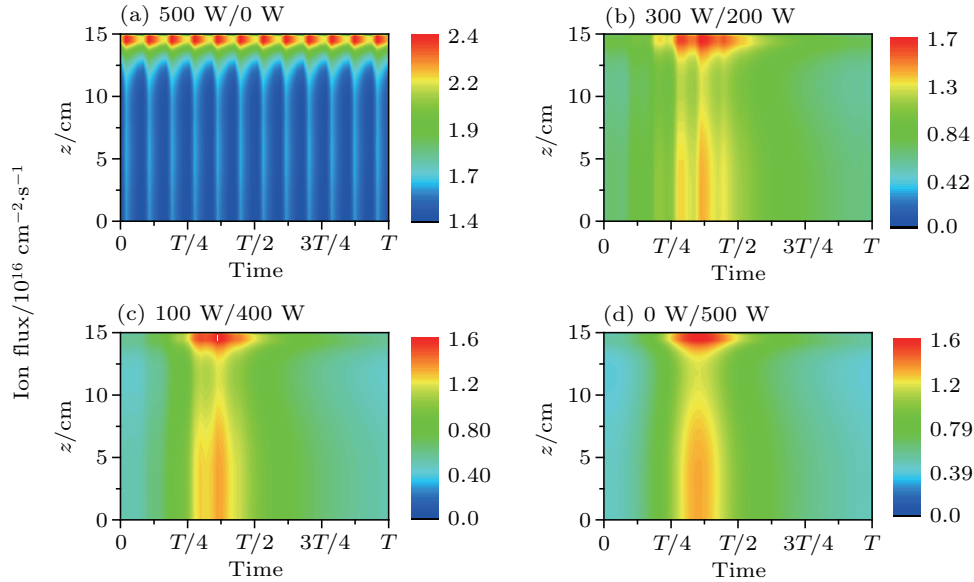 (a) 500 W/0 W
15
10
5
0
z/cm
0 T/4 T/2 3T/4 T
Time
2.4
2.2
1.9
1.7
1.4
(b) 300 W/200 W
15
10
5
0
z/cm
0 T/4 T/2 3T/4 T
Time
1.7
1.3
0.84
0.42
0.0
Ion flux/10¹⁶ cm⁻²·s⁻¹
(c) 100 W/400 W
15
10
5
0
z/cm
0 T/4 T/2 3T/4 T
Time
1.6
1.2
0.80
0.40
0.0
(d) 0 W/500 W
15
10
5
0
z/cm
0 T/4 T/2 3T/4 T
Time
1.6
1.2
0.79
0.39
0.0